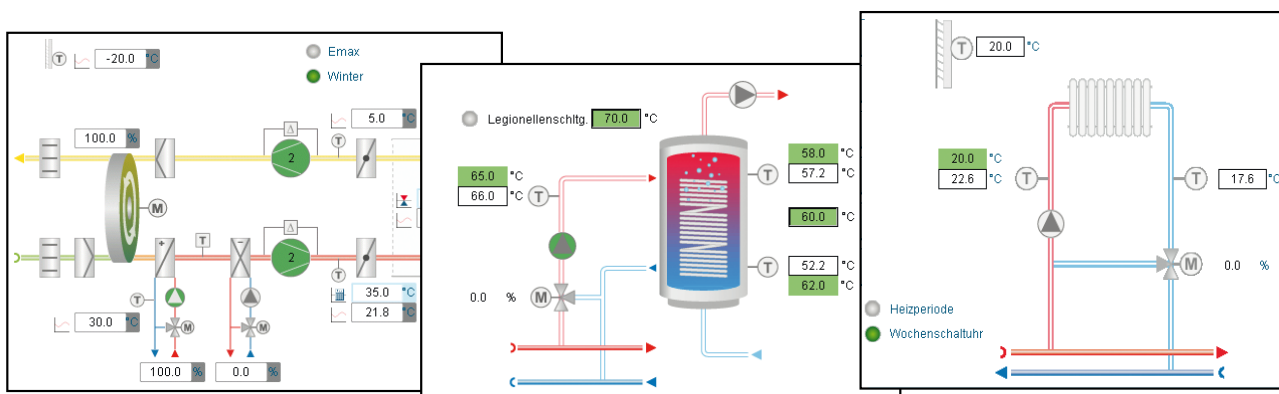 T -20.0 °C
Emax
Winter
100.0 %
Δ
5.0 °C
2
T
M
T
Δ
+
−
2
T
T
35.0 °C
30.0 °C
M
M
21.8 °C
100.0 %
0.0 %
Legionellenschltg. 70.0 °C
65.0 °C
66.0 °C
T
58.0 °C
57.2 °C
T
60.0 °C
0.0 % M
T
52.2 °C
62.0 °C
T 20.0 °C
20.0 °C
22.6 °C
T
T 17.6 °C
M 0.0 %
Heizperiode
Wochenschaltuhr